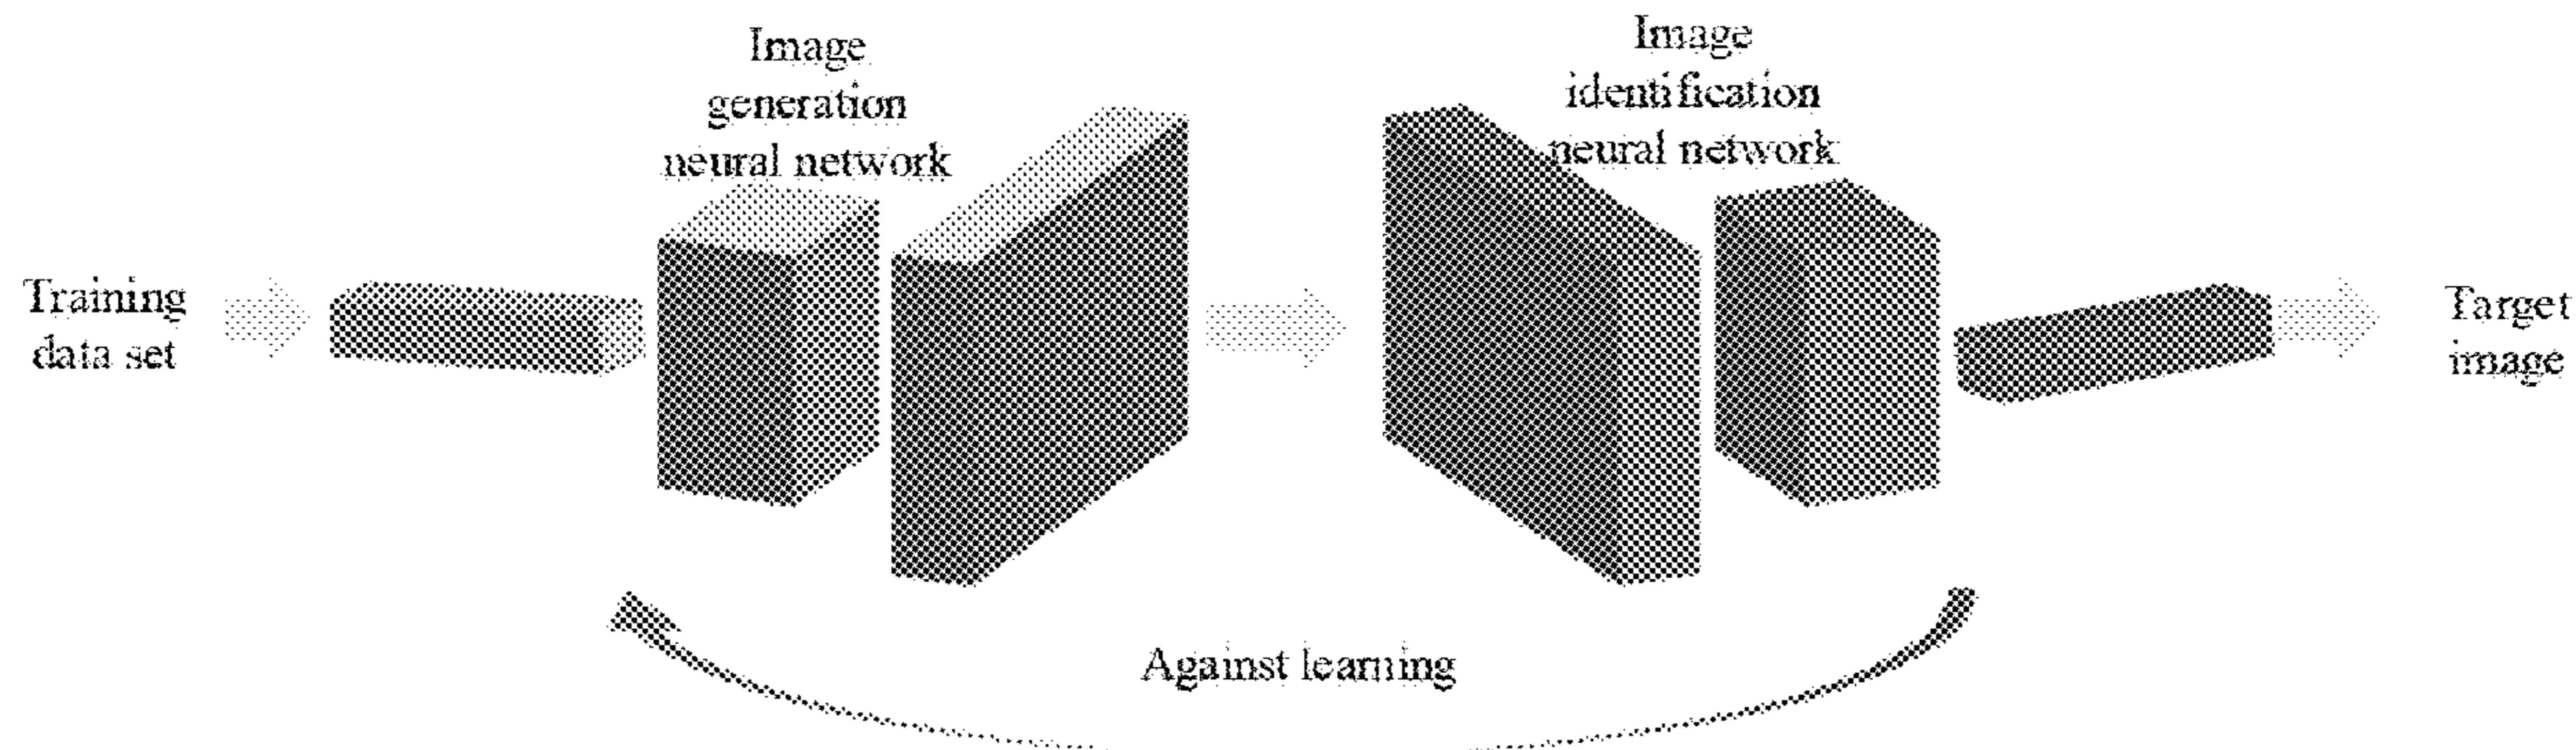 Image
generation
neural network
Image
identification
neural network
Training
data set
Target
image
Against learning